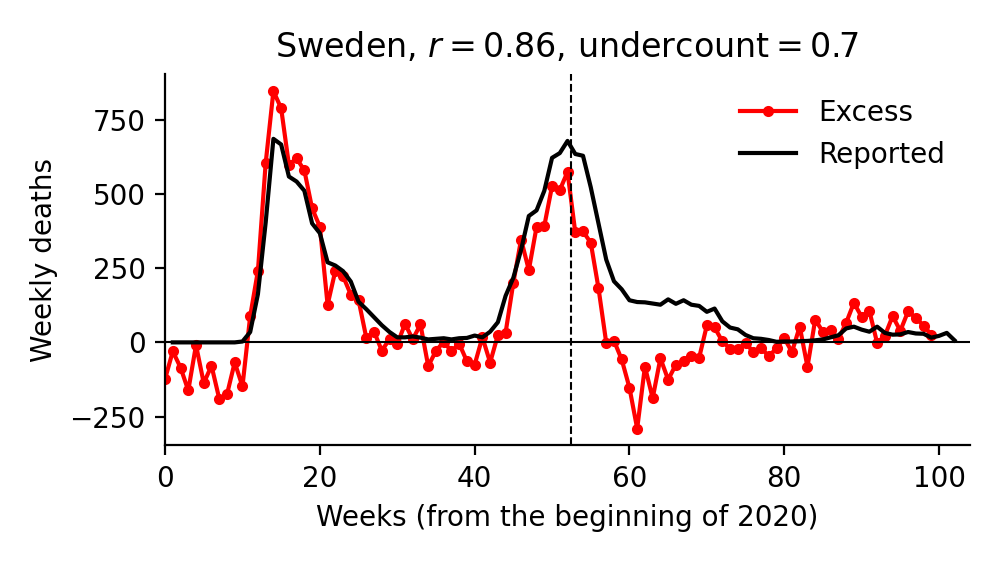 Sweden, r = 0.86, undercount = 0.7
Excess
Reported
Weekly deaths
750
500
250
0
−250
0 20 40 60 80 100
Weeks (from the beginning of 2020)